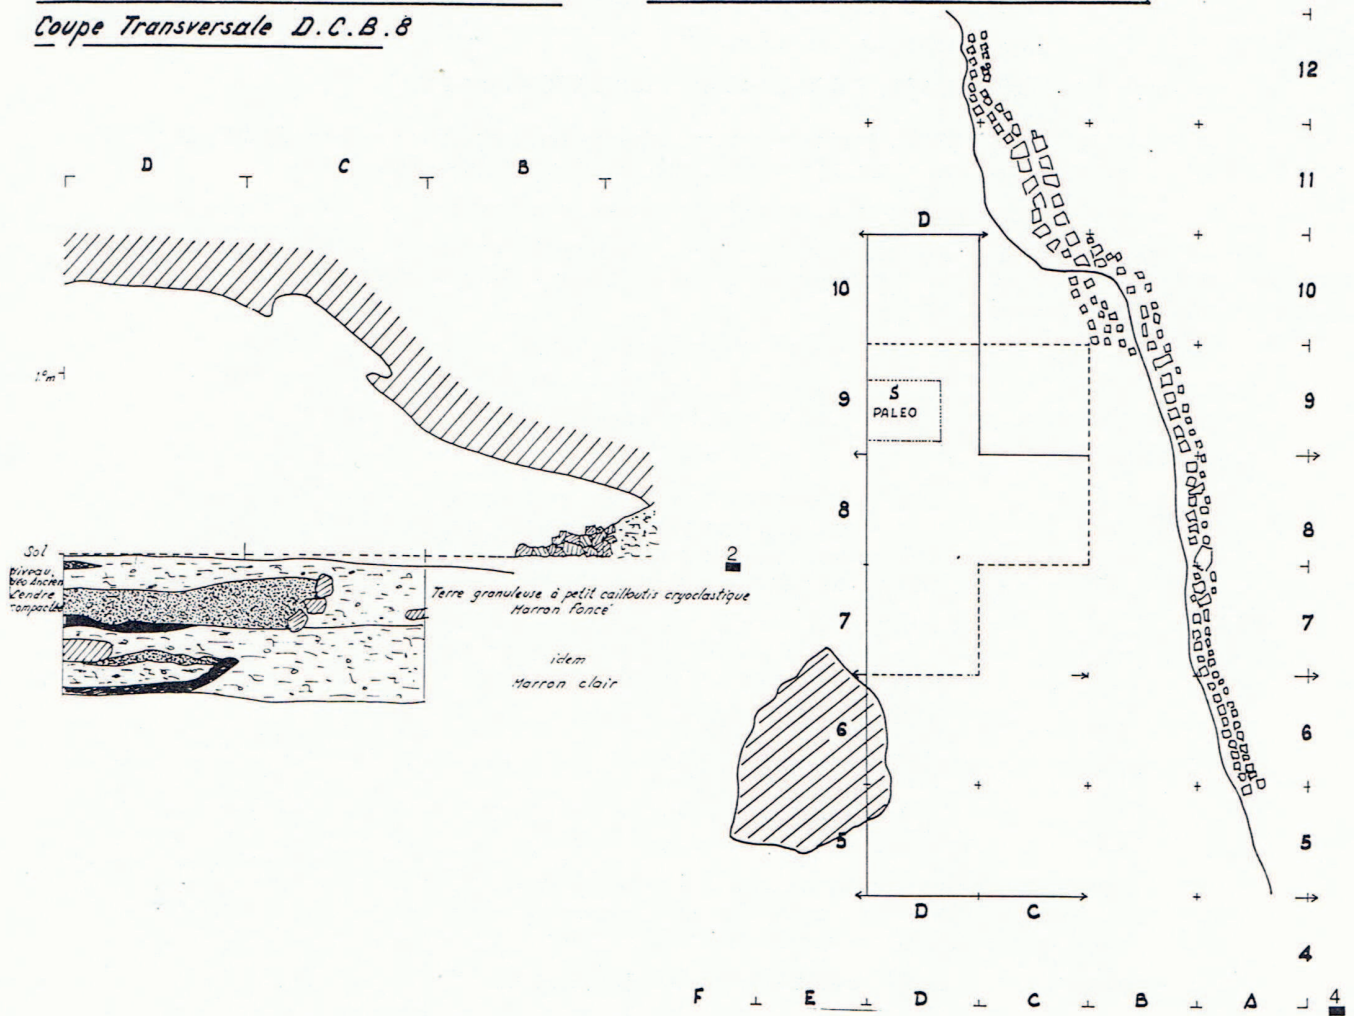 Coupe Transversale D.C.B.8
D C B
1.m
Sol
Niveau
Néo Ancien
Cendre
compacte
Terre granuleuse à petit cailloutis cryoclastique
Marron foncé
idem
Marron clair
2
12
11
D
10 10
9 9
S
PALEO
8 8
7 7
6 6
5 5
D C
4
F E D C B A
4